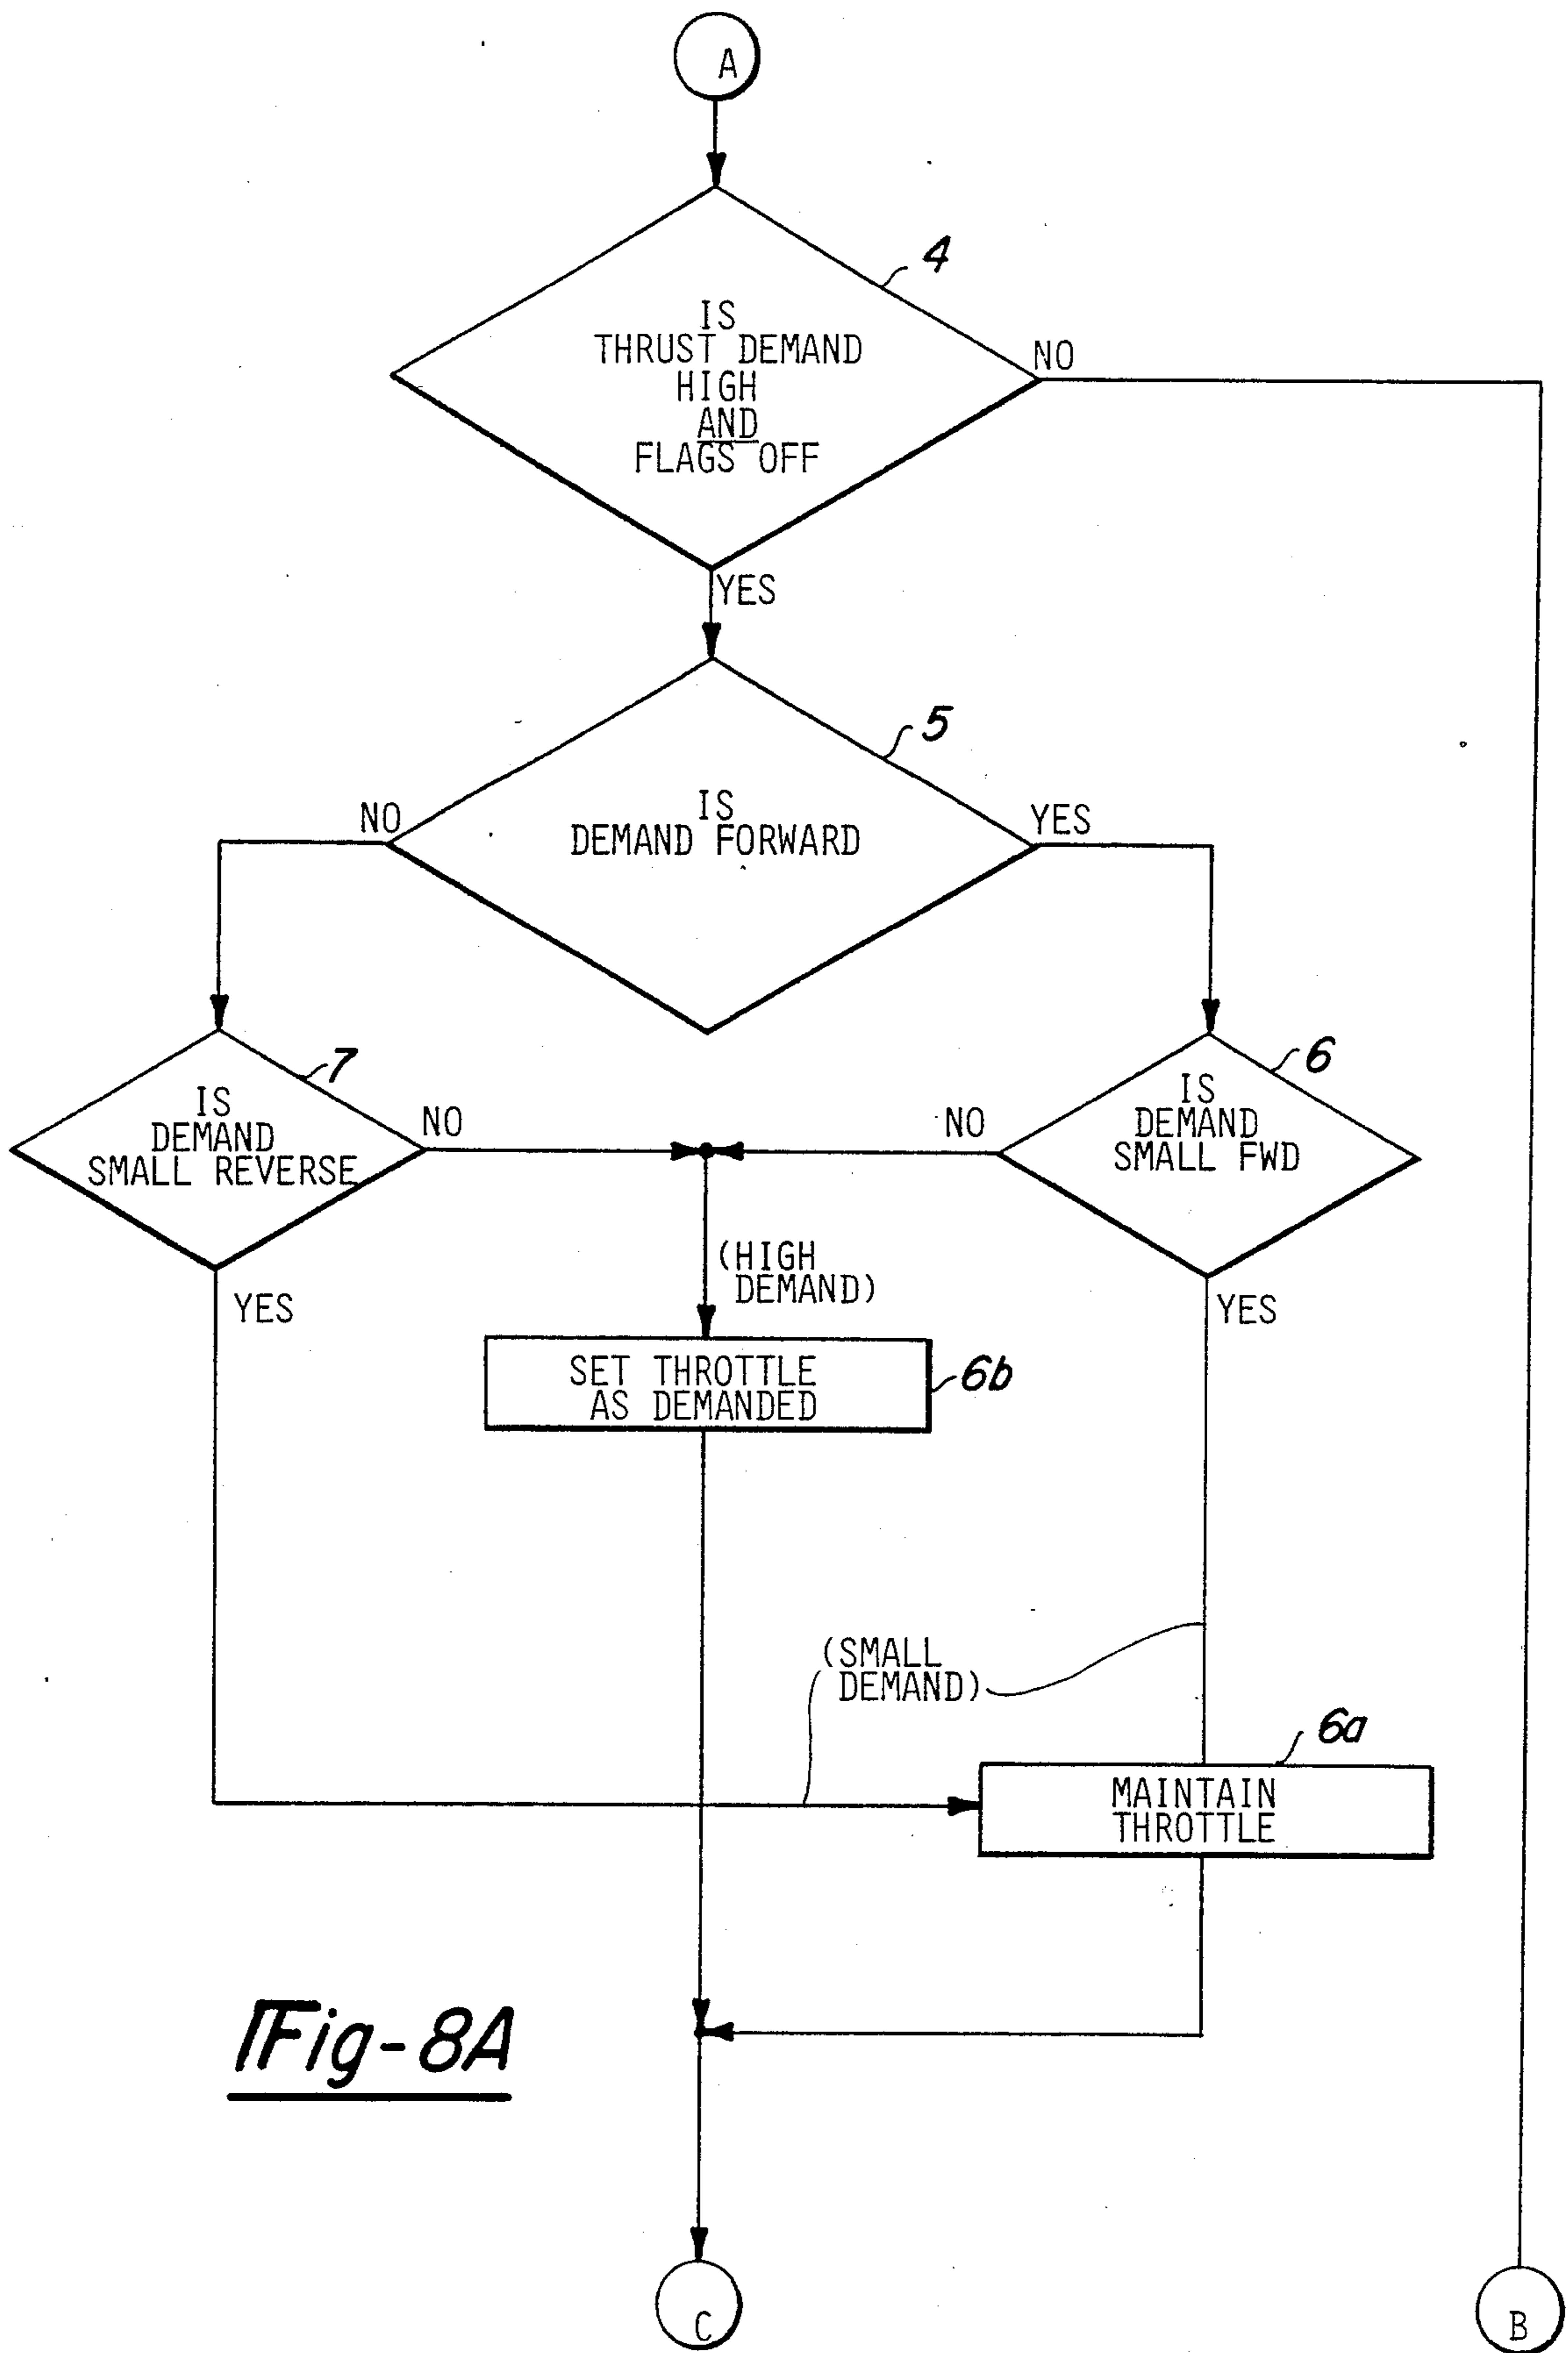 A
4
IS
THRUST DEMAND
HIGH
AND
FLAGS OFF
NO
YES
5
IS
DEMAND FORWARD
NO
YES
7
IS
DEMAND
SMALL REVERSE
NO
6
IS
DEMAND
SMALL FWD
NO
(HIGH
DEMAND)
YES
YES
SET THROTTLE
AS DEMANDED
6b
(SMALL
DEMAND)
6a
MAINTAIN
THROTTLE
Fig-8A
C
B